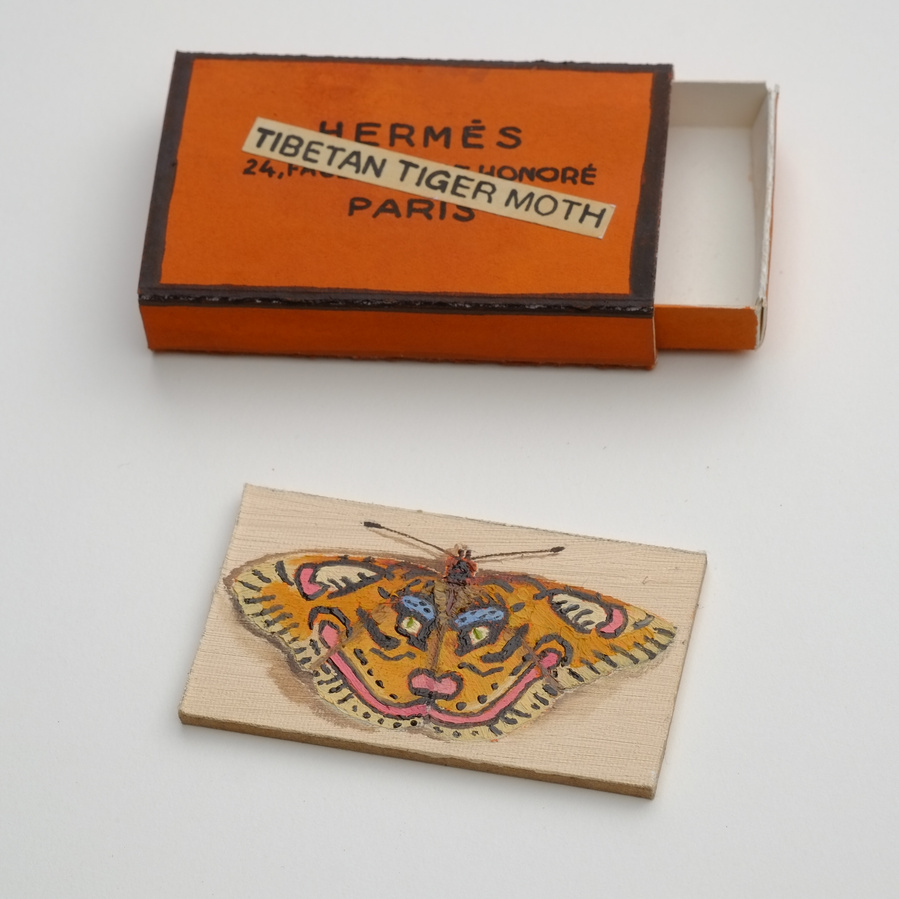 HERMÈS
TIBETAN TIGER MOTH
24, HONORÉ
PARIS